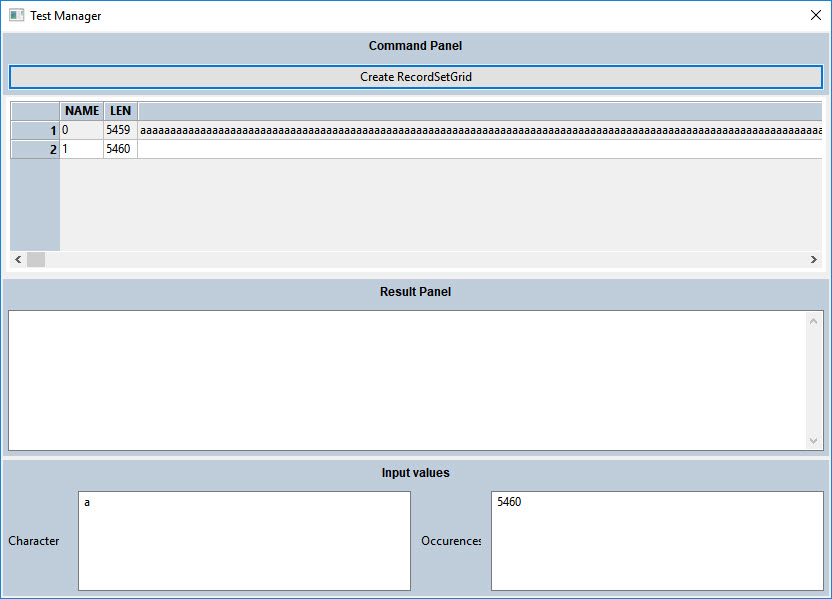 Test Manager
Command Panel
Create RecordSetGrid
NAME LEN
1 0 5459 aaaaaaaaaaaaaaaaaaaaaaaaaaaaaaaaaaaaaaaaaaaaaaaaaaaaaaaaaaaaaaaaaaaaaaaaaaaaaaaaaaaaaaaaaaaaaaaaaaaaaaaaaaaaaaaaaa
2 1 5460
Result Panel
Input values
Character a Occurences 5460